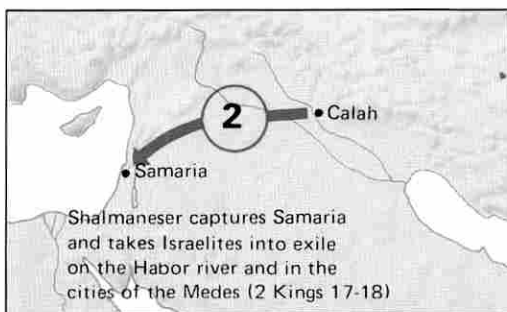 2
Calah
Samaria
Shalmaneser captures Samaria
and takes Israelites into exile
on the Habor river and in the
cities of the Medes (2 Kings 17-18)